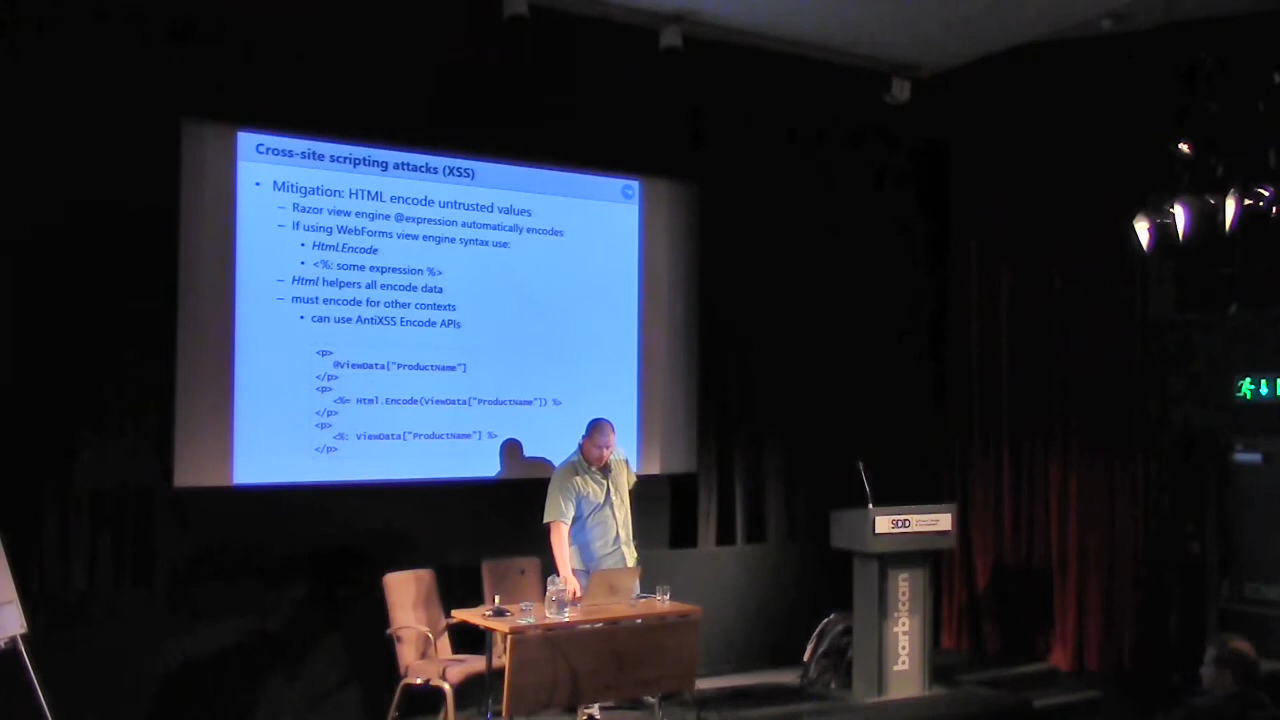 Cross-site scripting attacks (XSS)
• Mitigation: HTML encode untrusted values
– Razor view engine @expression automatically encodes
– If using WebForms view engine syntax use:
• Html.Encode
• <%: some expression %>
– Html helpers all encode data
– must encode for other contexts
• can use AntiXSS Encode APIs
<p>
@ViewData["ProductName"]
</p>
<p>
<%= Html.Encode(ViewData["ProductName"]) %>
</p>
<p>
<%: ViewData["ProductName"] %>
</p>
SDD
barbican